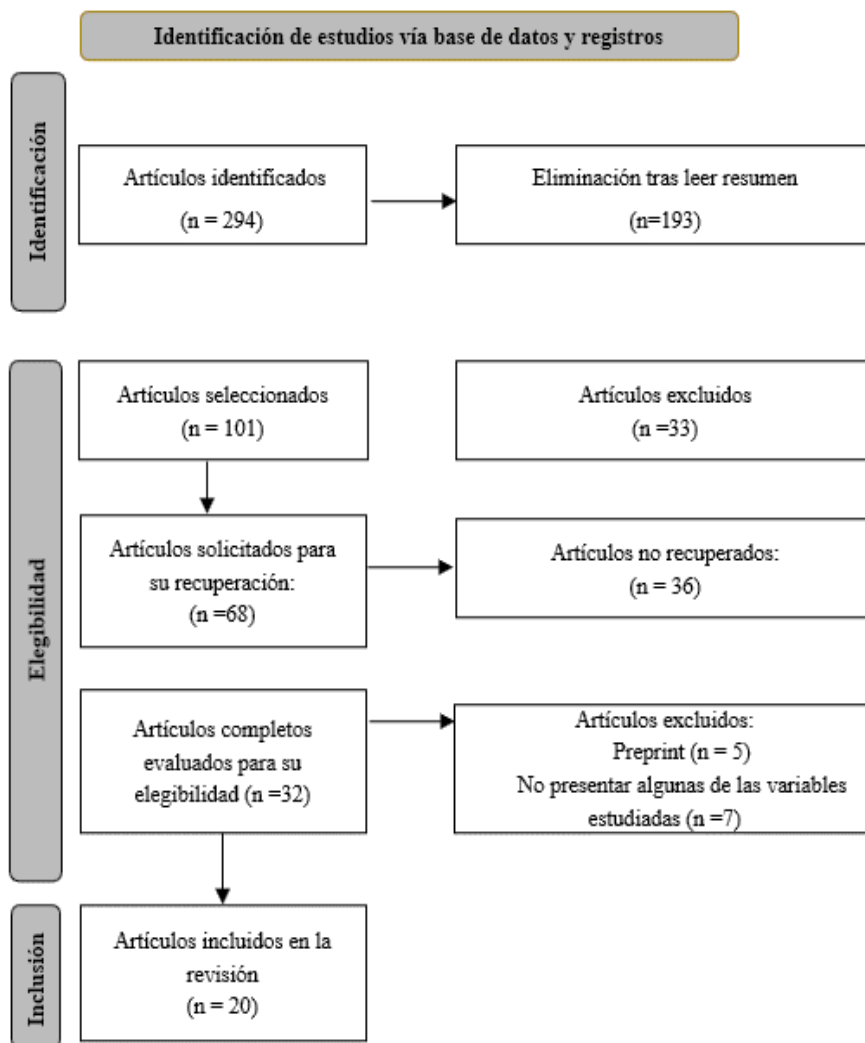 Identificación de estudios vía base de datos y registros
Identificación
Artículos identificados
(n = 294)
Eliminación tras leer resumen
(n=193)
Elegibilidad
Artículos seleccionados
(n = 101)
Artículos excluidos
(n =33)
Artículos solicitados para
su recuperación:
(n =68)
Artículos no recuperados:
(n = 36)
Artículos completos
evaluados para su
elegibilidad (n =32)
Artículos excluidos:
Preprint (n = 5)
No presentar algunas de las variables
estudiadas (n =7)
Inclusión
Artículos incluidos en la
revisión
(n = 20)